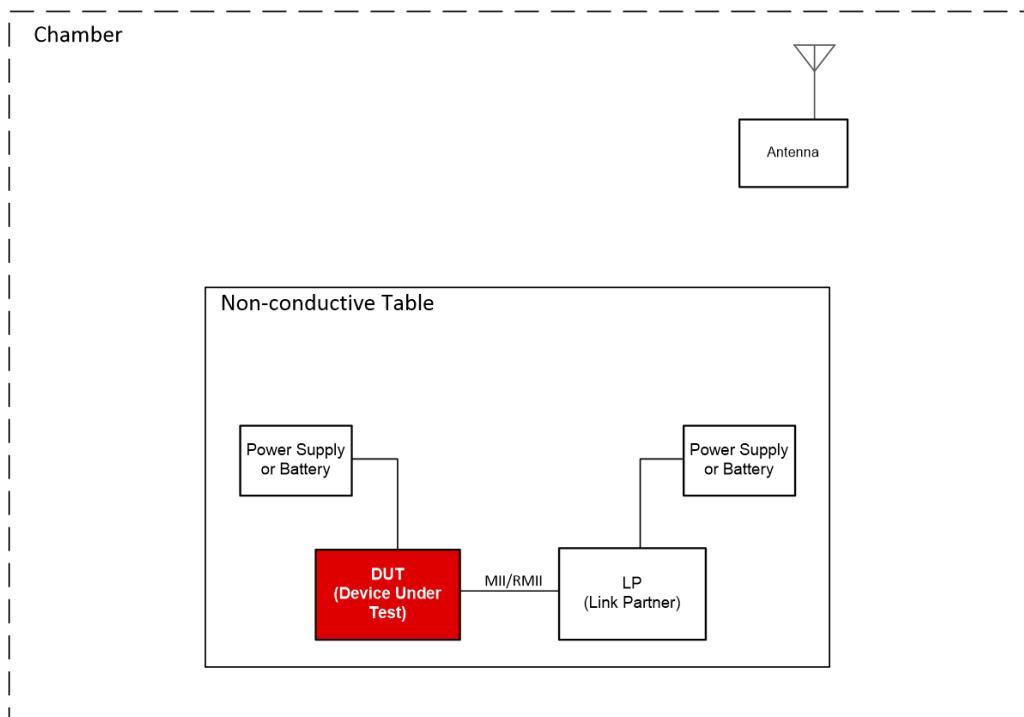 Chamber
Antenna
Non-conductive Table
Power Supply
or Battery
Power Supply
or Battery
DUT
(Device Under
Test)
MII/RMII
LP
(Link Partner)